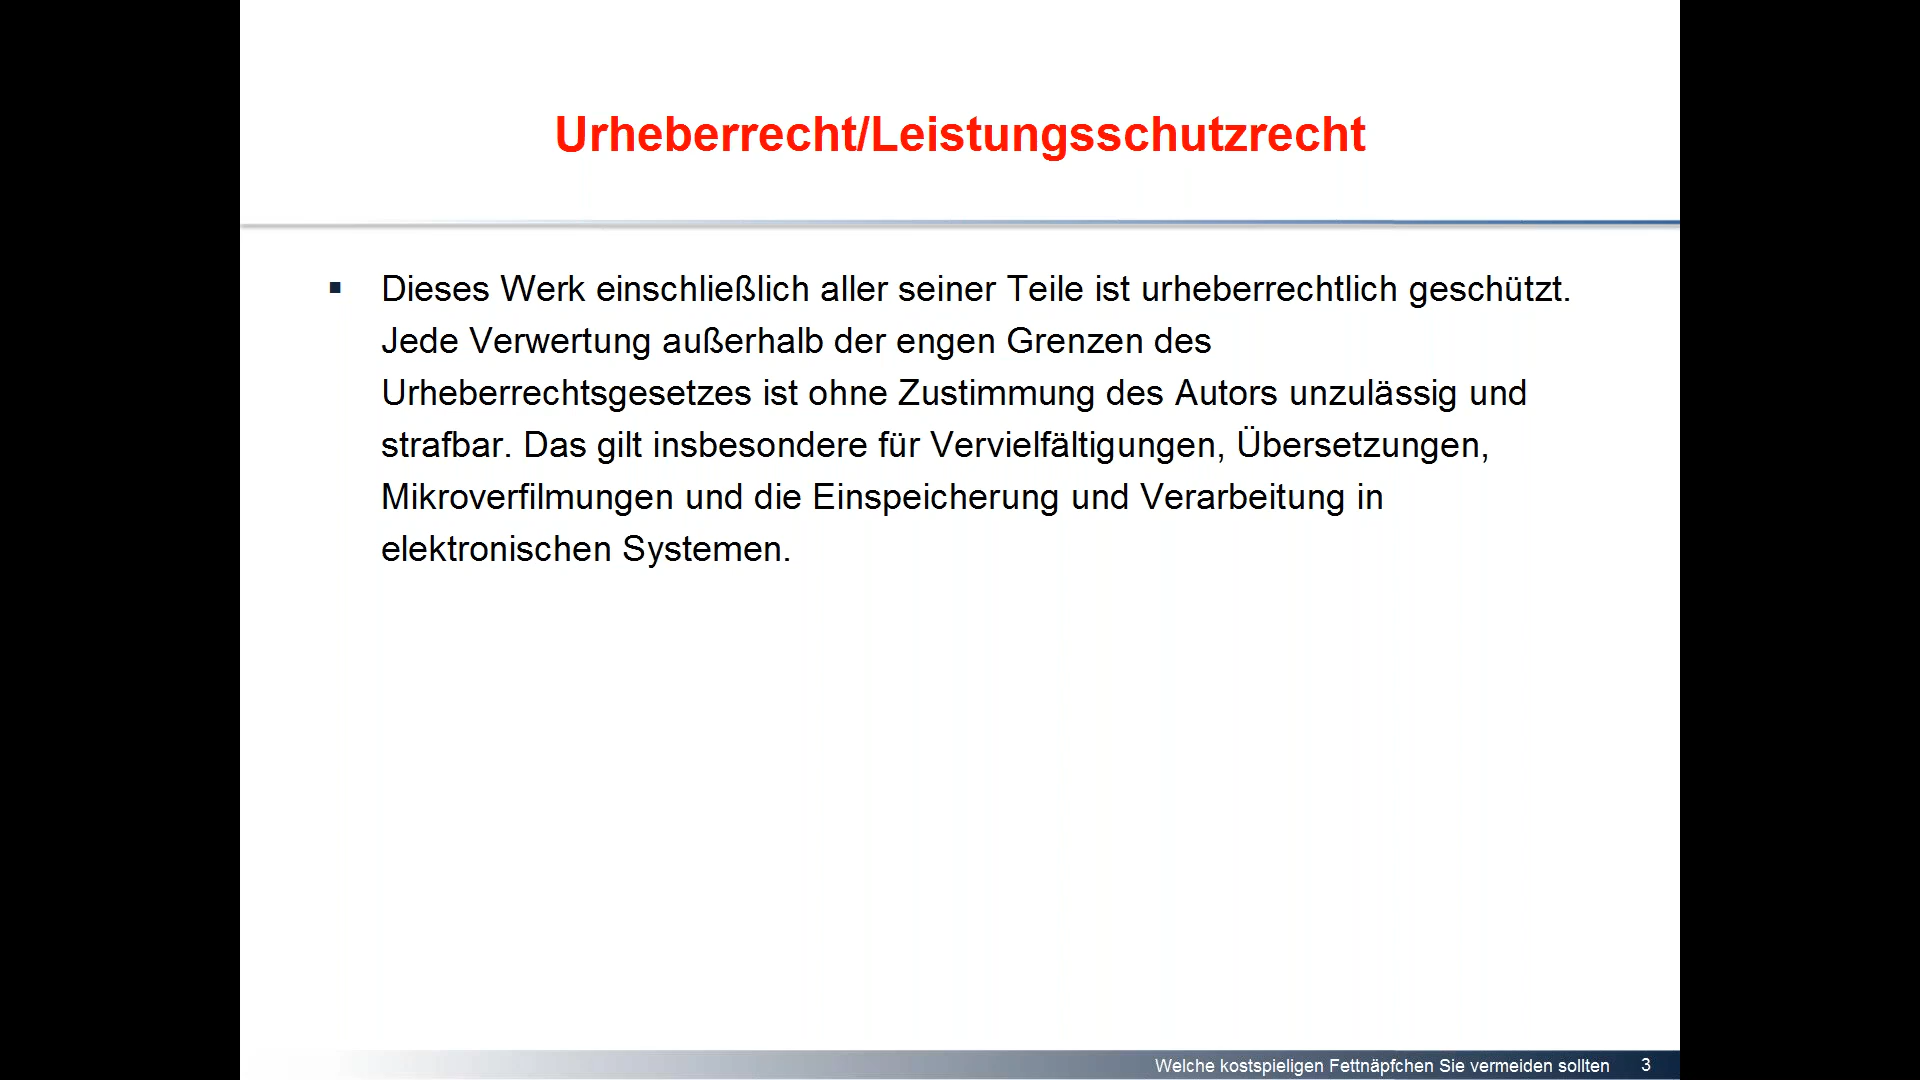 Urheberrecht/Leistungsschutzrecht
▪ Dieses Werk einschließlich aller seiner Teile ist urheberrechtlich geschützt.
Jede Verwertung außerhalb der engen Grenzen des
Urheberrechtsgesetzes ist ohne Zustimmung des Autors unzulässig und
strafbar. Das gilt insbesondere für Vervielfältigungen, Übersetzungen,
Mikroverfilmungen und die Einspeicherung und Verarbeitung in
elektronischen Systemen.
Welche kostspieligen Fettnäpfchen Sie vermeiden sollten 3